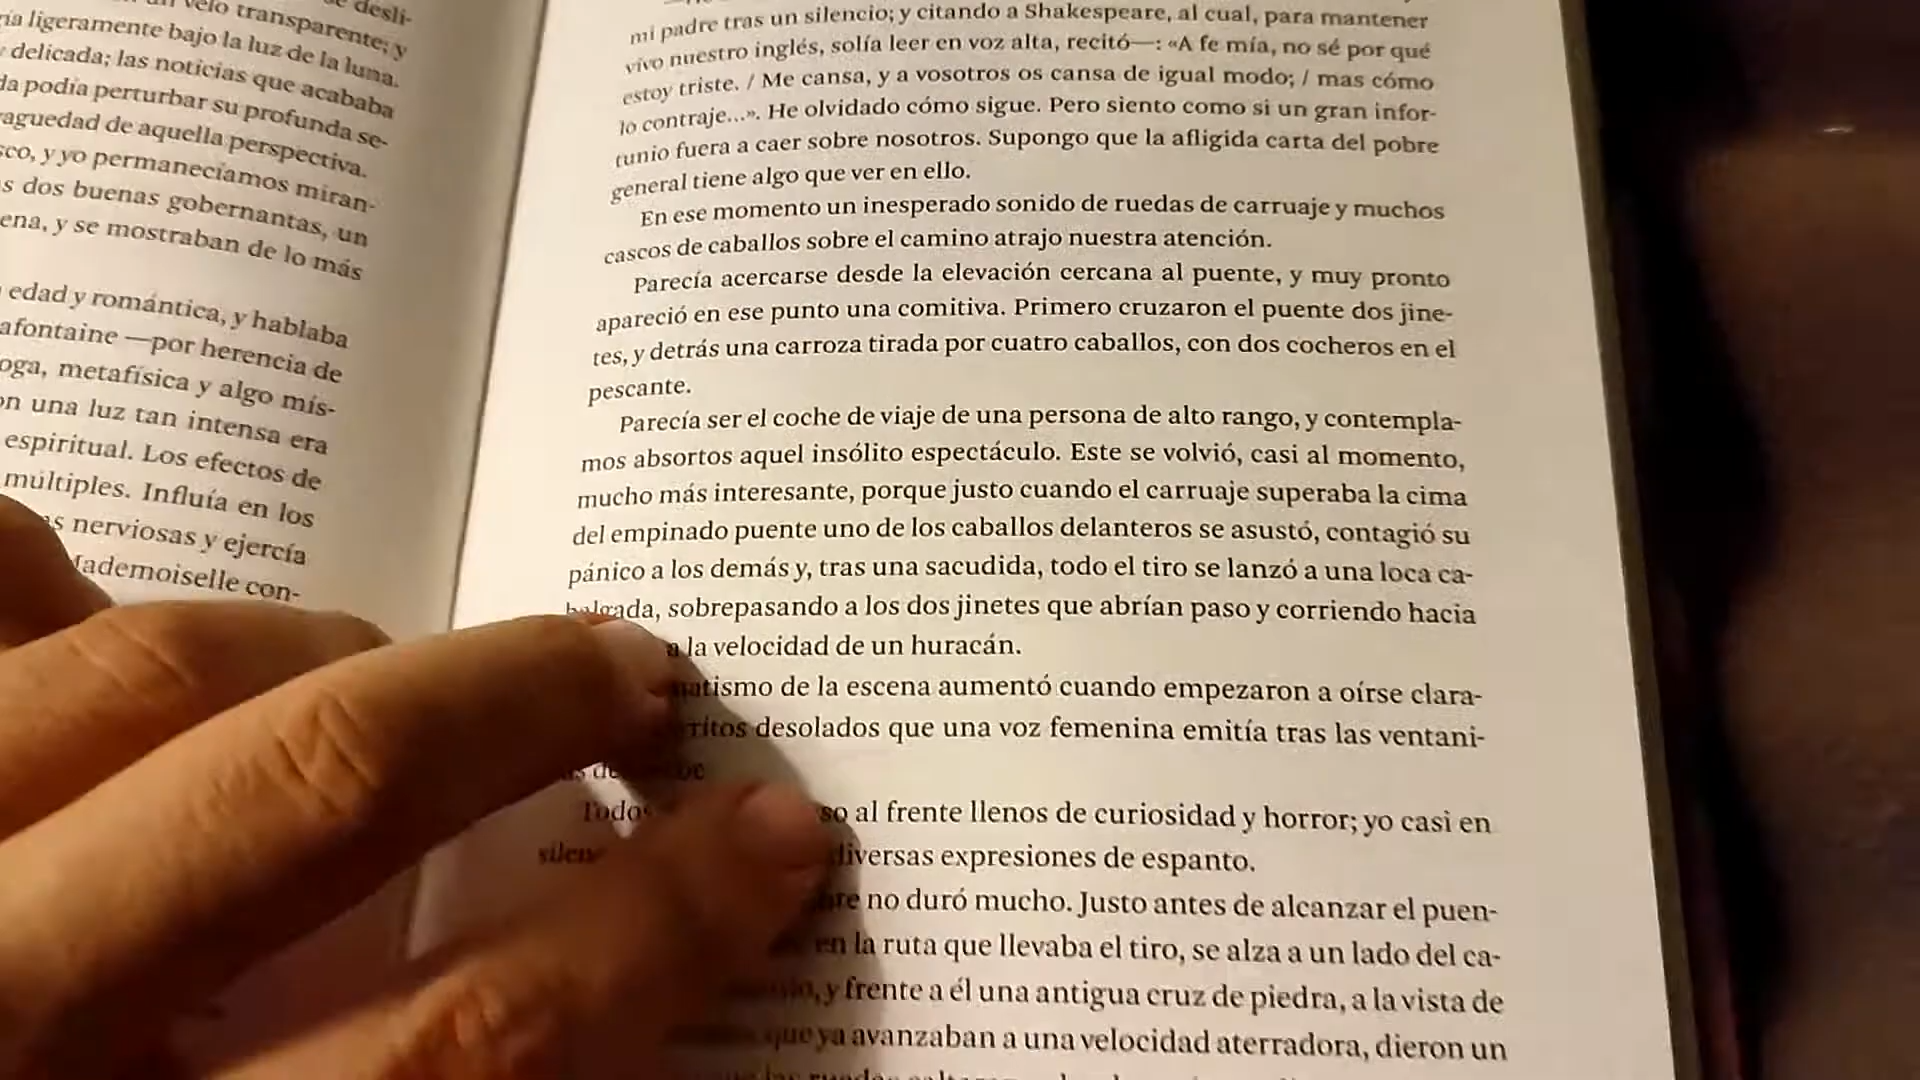 velo transparente; y
ía ligeramente bajo la luz de la luna.
delicada; las noticias que acababa
da podía perturbar su profunda se-
vaguedad de aquella perspectiva.
sco, y yo permanecíamos miran-
s dos buenas gobernantas, un
ena, y se mostraban de lo más
edad y romántica, y hablaba
afontaine —por herencia de
oga, metafísica y algo mís-
on una luz tan intensa era
espiritual. Los efectos de
múltiples. Influía en los
as nerviosas y ejercía
Mademoiselle con-
mi padre tras un silencio; y citando a Shakespeare, al cual, para mantener
vivo nuestro inglés, solía leer en voz alta, recitó—: «A fe mía, no sé por qué
estoy triste. / Me cansa, y a vosotros os cansa de igual modo; / mas cómo
lo contraje...». He olvidado cómo sigue. Pero siento como si un gran infor-
tunio fuera a caer sobre nosotros. Supongo que la afligida carta del pobre
general tiene algo que ver en ello.
En ese momento un inesperado sonido de ruedas de carruaje y muchos
cascos de caballos sobre el camino atrajo nuestra atención.
Parecía acercarse desde la elevación cercana al puente, y muy pronto
apareció en ese punto una comitiva. Primero cruzaron el puente dos jine-
tes, y detrás una carroza tirada por cuatro caballos, con dos cocheros en el
pescante.
Parecía ser el coche de viaje de una persona de alto rango, y contempla-
mos absortos aquel insólito espectáculo. Este se volvió, casi al momento,
mucho más interesante, porque justo cuando el carruaje superaba la cima
del empinado puente uno de los caballos delanteros se asustó, contagió su
pánico a los demás y, tras una sacudida, todo el tiro se lanzó a una loca ca-
balgada, sobrepasando a los dos jinetes que abrían paso y corriendo hacia
a la velocidad de un huracán.
matismo de la escena aumentó cuando empezaron a oírse clara-
gritos desolados que una voz femenina emitía tras las ventani-
Todos so al frente llenos de curiosidad y horror; yo casi en
silen diversas expresiones de espanto.
bre no duró mucho. Justo antes de alcanzar el puen-
en la ruta que llevaba el tiro, se alza a un lado del ca-
y frente a él una antigua cruz de piedra, a la vista de
que ya avanzaban a una velocidad aterradora, dieron un